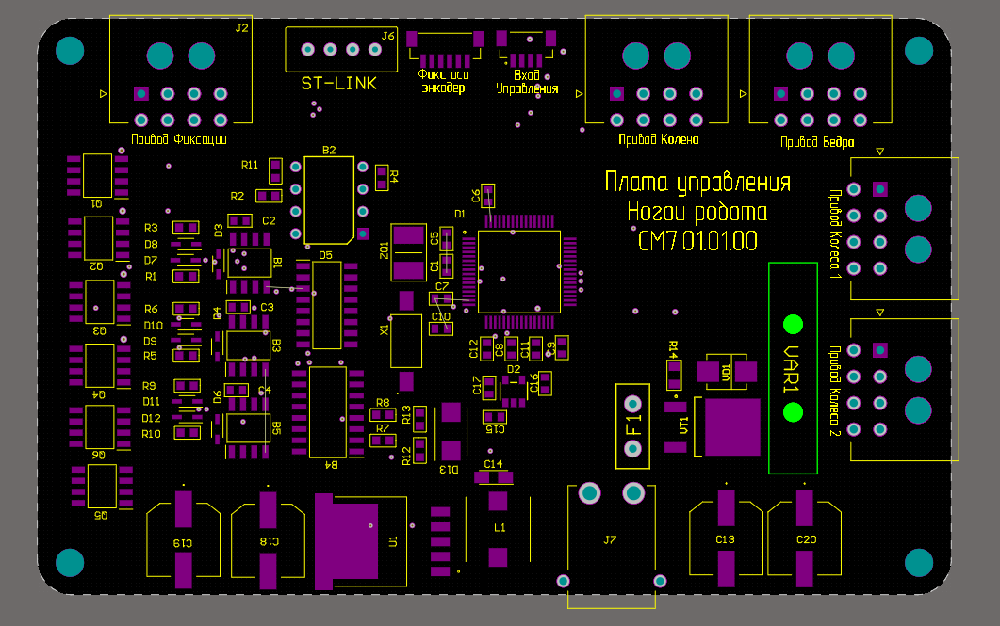 J2
J6
ST-LINK
Фикс оси
энкодер
Вход
Управления
Привод Фиксации
Привод Колена
Привод Бедра
Плата управления
Ногой робота
СМ7.01.01.00
Привод Колеса 1
Привод Колеса 2
B2
R11
R4
R2
Q1
C6
D1
R3
D3
C2
D8
D7
B1
D5
ZQ1
C5
C1
Q2
R1
C7
R6
D4
C3
D10
D9
B3
X1
C10
Q3
R5
C12
C8
C11
C9
R14
VD1
VAR1
Q4
R9
D6
C4
D11
D12
B5
R10
C17
D2
C16
R8
R13
C15
F1
VT1
R7
R12
Q6
B4
D13
C14
Q5
C19
C18
U1
L1
J7
C13
C20